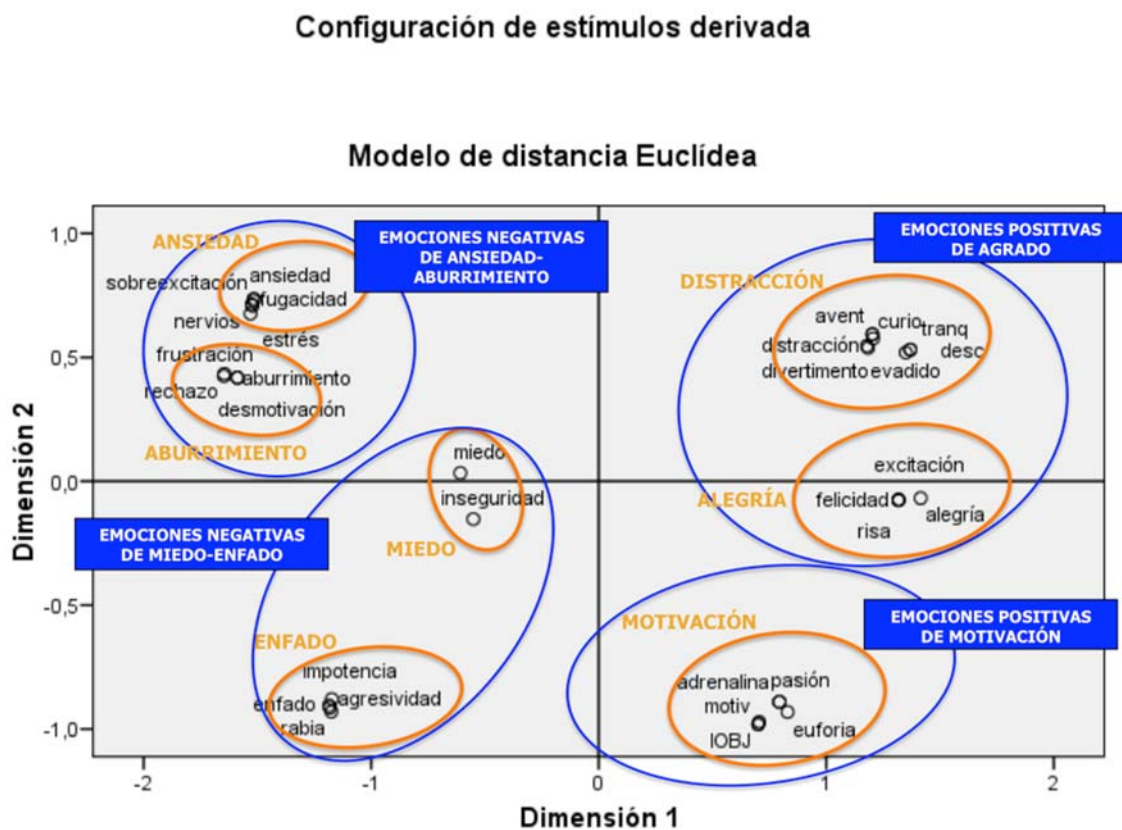 Configuración de estímulos derivada
Modelo de distancia Euclídea
Dimensión 2
1,0
0,5
0,0
-0,5
-1,0
ANSIEDAD
EMOCIONES NEGATIVAS
DE ANSIEDAD-
ABURRIMIENTO
sobreexcitación
ansiedad
fugacidad
nervios
estrés
frustración
aburrimiento
rechazo
desmotivación
ABURRIMIENTO
EMOCIONES POSITIVAS
DE AGRADO
DISTRACCIÓN
avent
curio
tranq
distracción
desc
divertimento
evadido
excitación
felicidad
ALEGRÍA
alegría
risa
miedo
inseguridad
MIEDO
EMOCIONES NEGATIVAS
DE MIEDO-ENFADO
ENFADO
impotencia
agresividad
enfado
rabia
MOTIVACIÓN
EMOCIONES POSITIVAS
DE MOTIVACIÓN
adrenalina
pasión
motiv
euforia
IOBJ
-2
-1
0
1
2
Dimensión 1